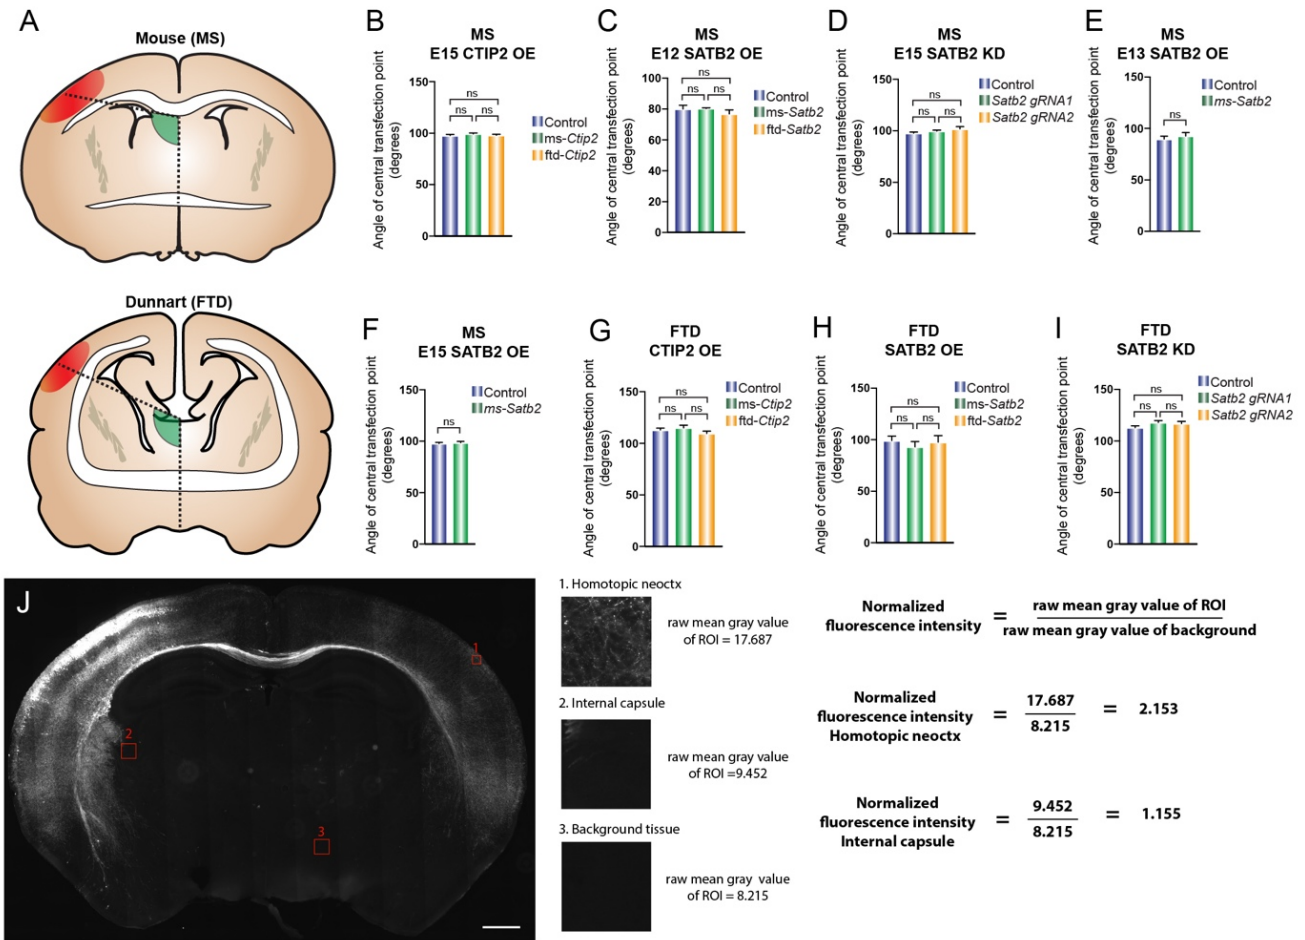 A
Mouse (MS)
Dunnart (FTD)
B
MS
E15 CTIP2 OE
Angle of central transfection point
(degrees)
150
100
50
0
ns
ns
ns
Control
ms-Ctip2
ftd-Ctip2
C
MS
E12 SATB2 OE
Angle of central transfection point
(degrees)
100
80
60
40
20
0
ns
ns
ns
Control
ms-Satb2
ftd-Satb2
D
MS
E15 SATB2 KD
Angle of central transfection point
(degrees)
150
100
50
0
ns
ns
ns
Control
Satb2 gRNA1
Satb2 gRNA2
E
MS
E13 SATB2 OE
Angle of central transfection point
(degrees)
150
100
50
0
ns
Control
ms-Satb2
F
MS
E15 SATB2 OE
Angle of central transfection point
(degrees)
150
100
50
0
ns
Control
ms-Satb2
G
FTD
CTIP2 OE
Angle of central transfection point
(degrees)
150
100
50
0
ns
ns
ns
Control
ms-Ctip2
ftd-Ctip2
H
FTD
SATB2 OE
Angle of central transfection point
(degrees)
150
100
50
0
ns
ns
ns
Control
ms-Satb2
ftd-Satb2
I
FTD
SATB2 KD
Angle of central transfection point
(degrees)
150
100
50
0
ns
ns
ns
Control
Satb2 gRNA1
Satb2 gRNA2
J
1
2
3
1. Homotopic neoctx
raw mean gray value
of ROI = 17.687
2. Internal capsule
raw mean gray value
of ROI =9.452
3. Background tissue
raw mean gray value
of ROI = 8.215
Normalized
fluorescence intensity
=
raw mean gray value of ROI
raw mean gray value of background
Normalized
fluorescence intensity
Homotopic neoctx
=
17.687
8.215
=
2.153
Normalized
fluorescence intensity
Internal capsule
=
9.452
8.215
=
1.155